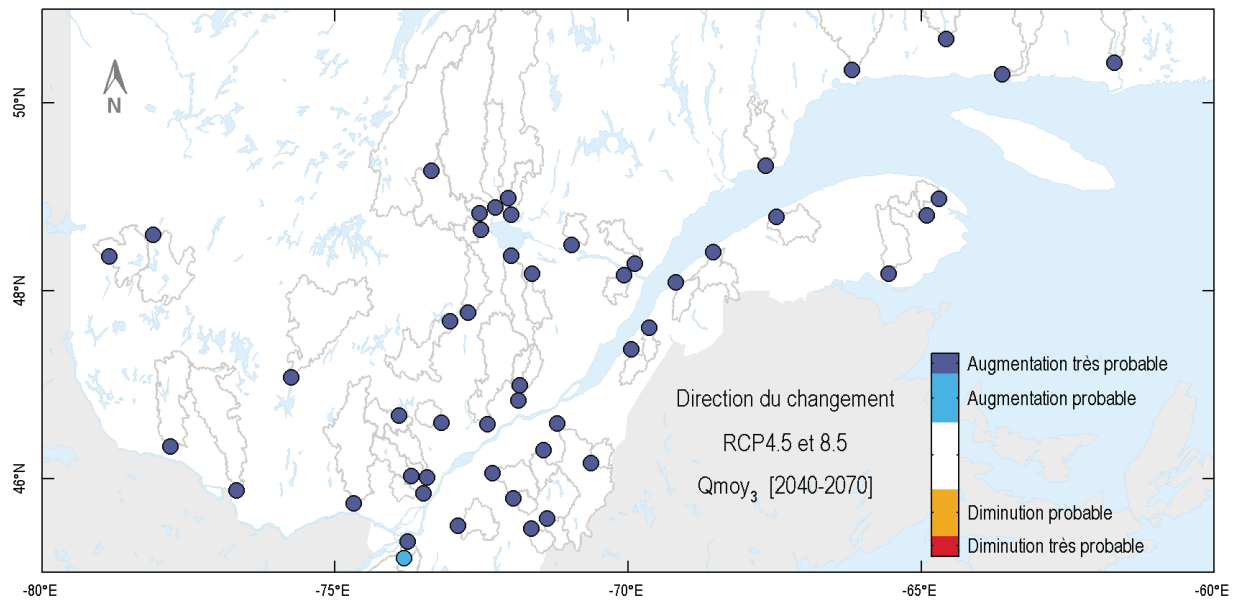 50°N
48°N
46°N
N
Augmentation très probable
Augmentation probable
Diminution probable
Diminution très probable
Direction du changement
RCP4.5 et 8.5
Qmoy₃ [2040-2070]
-80°E
-75°E
-70°E
-65°E
-60°E